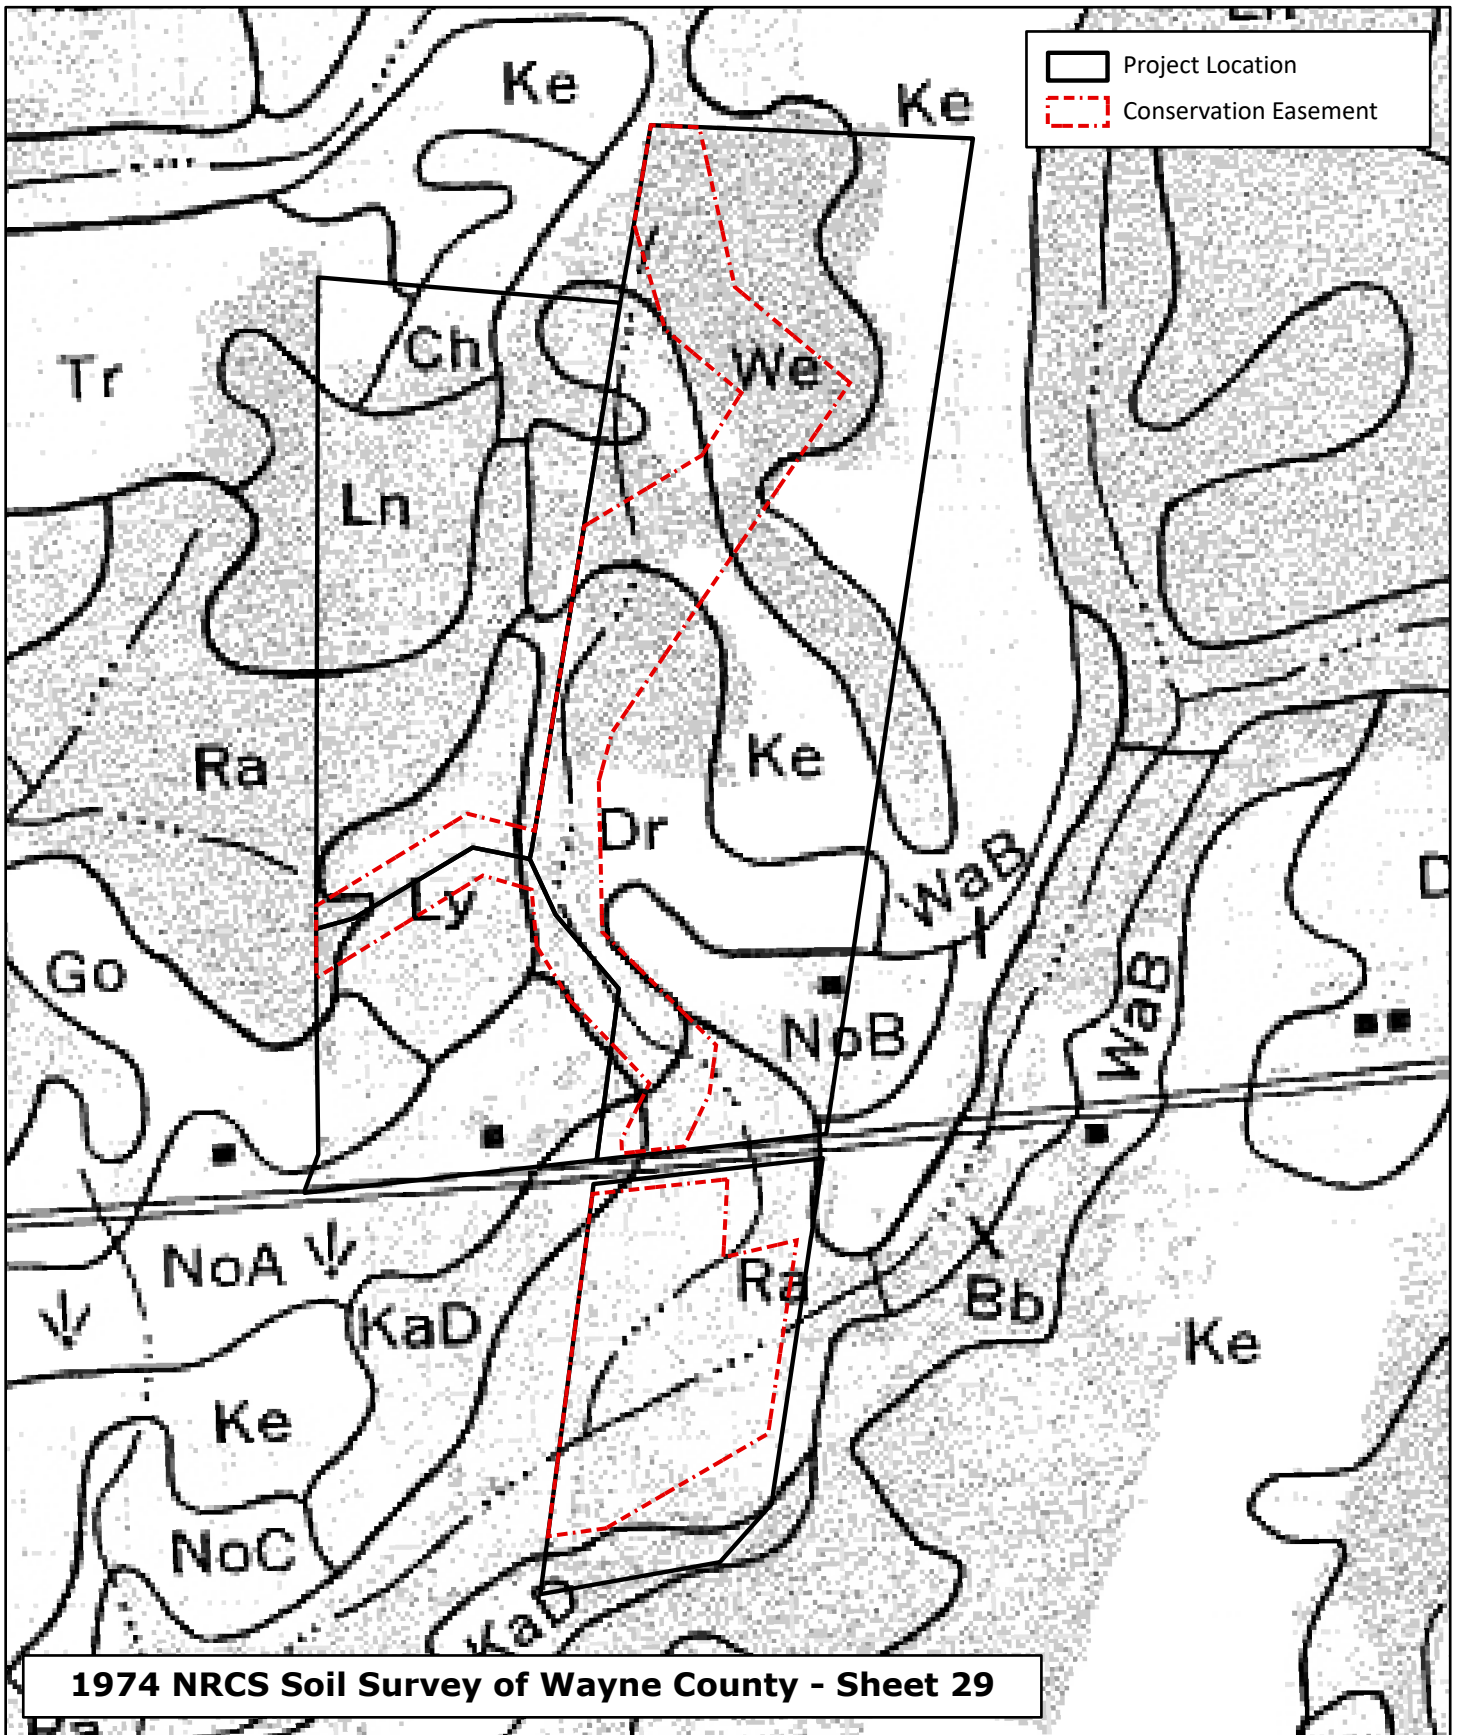 Ln
Project Location
Conservation Easement
Ke
Ke
Ch
We
Tr
Ln
Ra
Ke
Dr
WaB
Ly
D
Go
WaB
NoB
NoA
Ra
Bb
KaD
Ke
Ke
NoC
KaD
1974 NRCS Soil Survey of Wayne County - Sheet 29